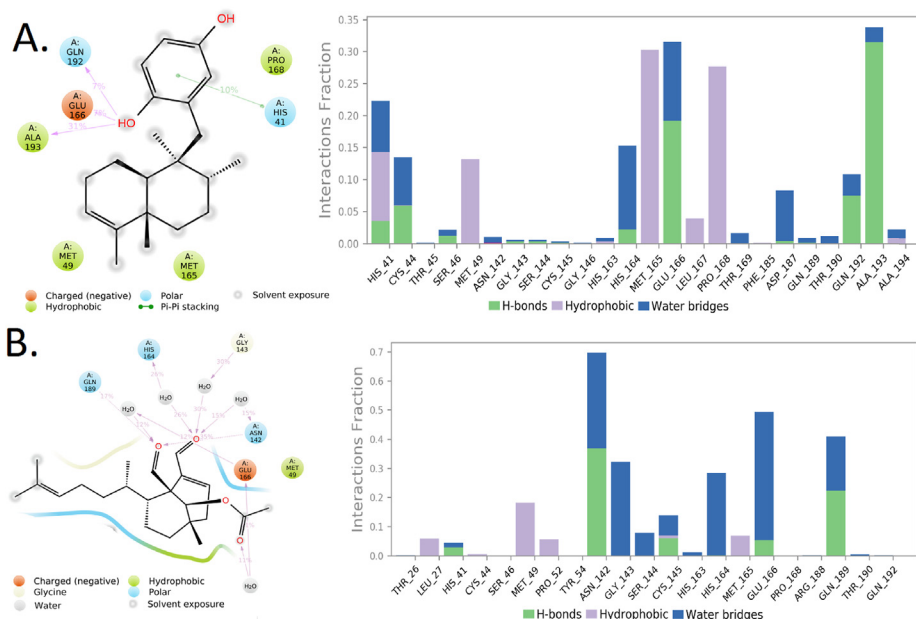 A.
OH
A:
GLN
192
A:
PRO
168
7%
10%
A:
GLU
166
A:
HIS
41
HO
31%
A:
ALA
193
A:
MET
49
A:
MET
165
Charged (negative)
Polar
Solvent exposure
Hydrophobic
Pi-Pi stacking
Interactions Fraction
0.35
0.30
0.25
0.20
0.15
0.10
0.05
0.00
HIS_41
CYS_44
THR_45
SER_46
MET_49
ASN_142
GLY_143
SER_144
CYS_145
GLY_146
HIS_163
HIS_164
MET_165
GLU_166
LEU_167
PRO_168
THR_169
PHE_185
ASP_187
GLN_189
THR_190
GLN_192
ALA_193
ALA_194
H-bonds
Hydrophobic
Water bridges
B.
A:
HIS
164
A:
GLY
143
A:
GLN
189
H₂O
H₂O
H₂O
H₂O
17%
A:
ASN
142
A:
GLU
166
A:
MET
49
O
O
O
O
H₂O
Charged (negative)
Hydrophobic
Glycine
Polar
Water
Solvent exposure
Interactions Fraction
0.7
0.6
0.5
0.4
0.3
0.2
0.1
0.0
THR_26
LEU_27
HIS_41
CYS_44
SER_46
MET_49
PRO_52
TYR_54
ASN_142
GLY_143
SER_144
CYS_145
HIS_163
HIS_164
MET_165
GLU_166
PRO_168
ARG_188
GLN_189
THR_190
GLN_192
H-bonds
Hydrophobic
Water bridges